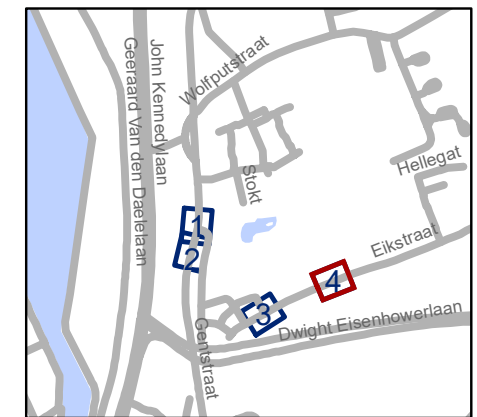 Wolfputstraat
John Kennedylaan
Geeraard Van den Daelelaan
Stokt
Hellegat
1
2
Eikstraat
4
3
Dwight Eisenhowerlaan
Gentstraat